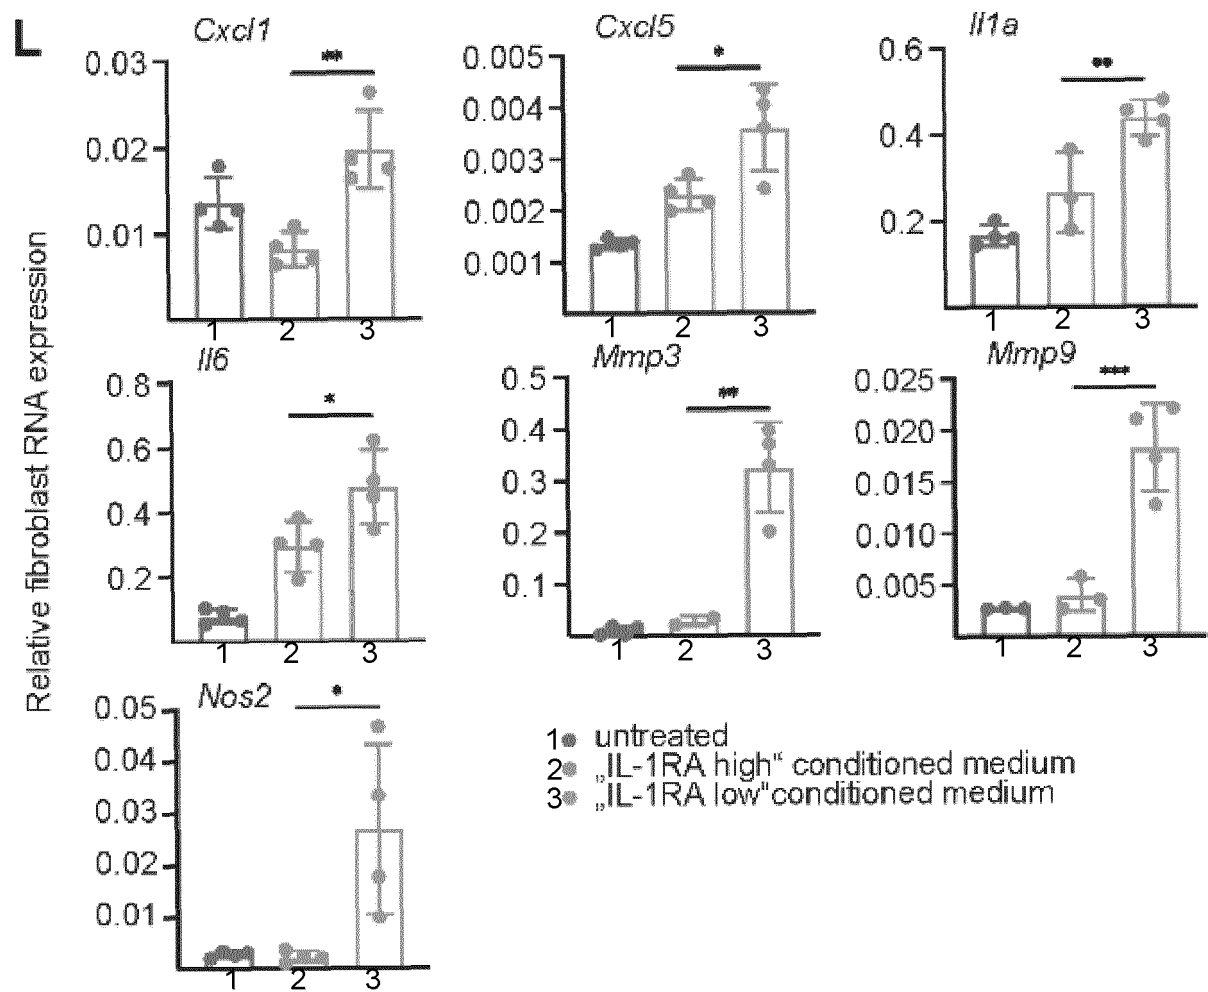 L
Cxcl1
Cxcl5
Il1a
0.03
**
0.02
0.01
1 2 3
0.005
*
0.004
0.003
0.002
0.001
1 2 3
0.6
**
0.4
0.2
1 2 3
Relative fibroblast RNA expression
Il6
Mmp3
Mmp9
0.8
*
0.6
0.4
0.2
1 2 3
0.5
**
0.4
0.3
0.2
0.1
1 2 3
0.025
***
0.020
0.015
0.010
0.005
1 2 3
Nos2
0.05
*
0.04
0.03
0.02
0.01
1 2 3
1 untreated
2 „IL-1RA high“ conditioned medium
3 „IL-1RA low“conditioned medium